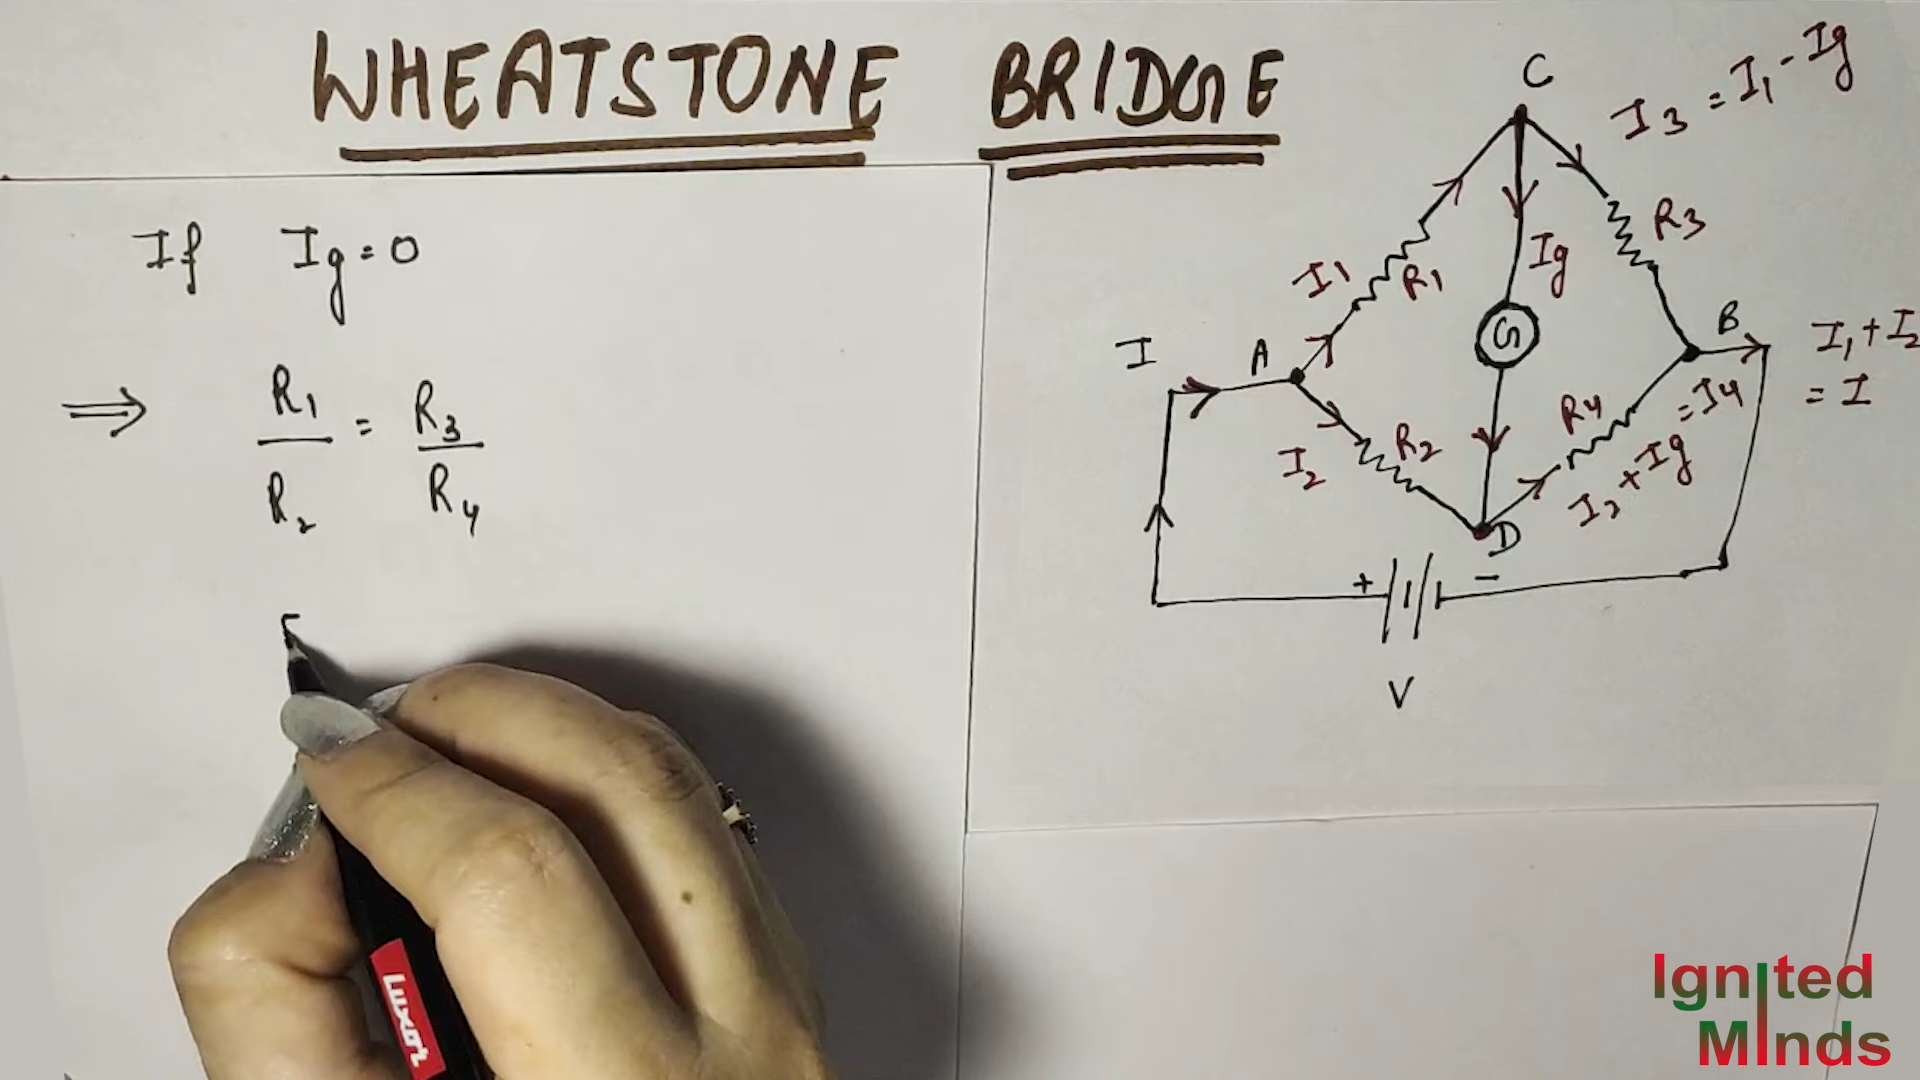 WHEATSTONE BRIDGE
If Ig = 0
⇒ R1/R2 = R3/R4
C
I3 = I1 - Ig
R3
Ig
I1
R1
G
I
A
B
I1 + I2
= I
R4
= I4
I2 + Ig
R2
I2
D
+
-
V
Luxor
Ignited
Minds